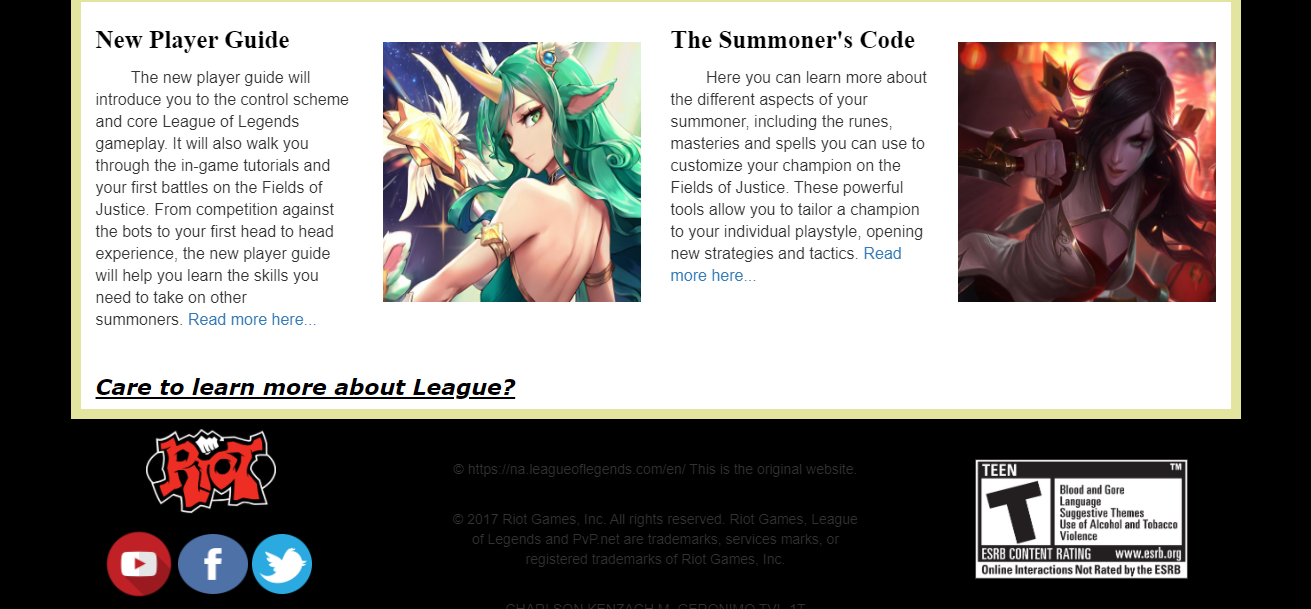 New Player Guide
The new player guide will
introduce you to the control scheme
and core League of Legends
gameplay. It will also walk you
through the in-game tutorials and
your first battles on the Fields of
Justice. From competition against
the bots to your first head to head
experience, the new player guide
will help you learn the skills you
need to take on other
summoners. Read more here...
The Summoner's Code
Here you can learn more about
the different aspects of your
summoner, including the runes,
masteries and spells you can use to
customize your champion on the
Fields of Justice. These powerful
tools allow you to tailor a champion
to your individual playstyle, opening
new strategies and tactics. Read
more here...
Care to learn more about League?
RIOT
f
© https://na.leagueoflegends.com/en/ This is the original website.
© 2017 Riot Games, Inc. All rights reserved. Riot Games, League
of Legends and PvP.net are trademarks, services marks, or
registered trademarks of Riot Games, Inc.
CHARLSON KENZACH M. GERONIMO TVL-1T
TEEN TM
T
Blood and Gore
Language
Suggestive Themes
Use of Alcohol and Tobacco
Violence
ESRB CONTENT RATING www.esrb.org
Online Interactions Not Rated by the ESRB